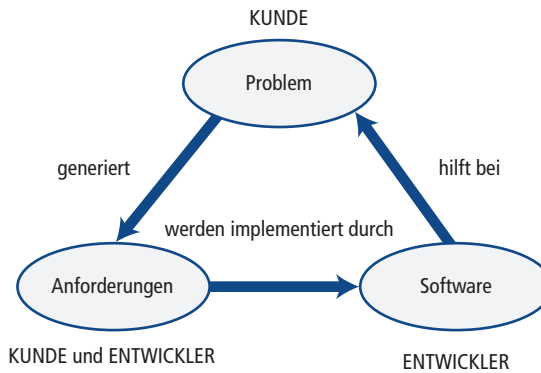 KUNDE
Problem
generiert
hilft bei
werden implementiert durch
Anforderungen
Software
KUNDE und ENTWICKLER
ENTWICKLER